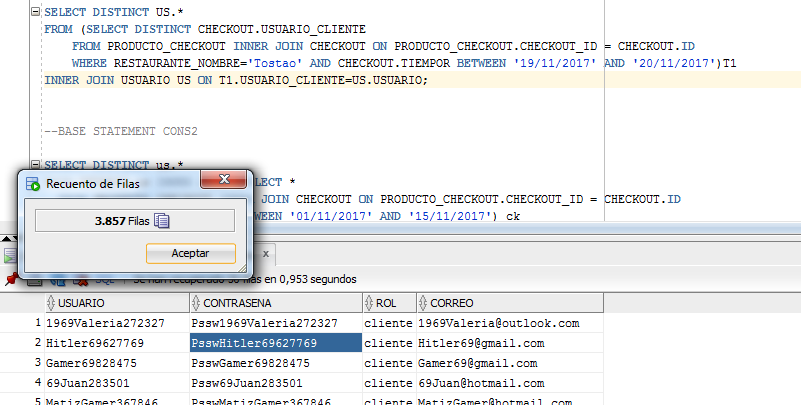 SELECT DISTINCT US.*
FROM (SELECT DISTINCT CHECKOUT.USUARIO_CLIENTE
FROM PRODUCTO_CHECKOUT INNER JOIN CHECKOUT ON PRODUCTO_CHECKOUT.CHECKOUT_ID = CHECKOUT.ID
WHERE RESTAURANTE_NOMBRE='Tostao' AND CHECKOUT.TIEMPOR BETWEEN '19/11/2017' AND '20/11/2017')T1
INNER JOIN USUARIO US ON T1.USUARIO_CLIENTE=US.USUARIO;
--BASE STATEMENT CONS2
SELECT DISTINCT us.*
Recuento de Filas
LECT *
JOIN CHECKOUT ON PRODUCTO_CHECKOUT.CHECKOUT_ID = CHECKOUT.ID
WEEN '01/11/2017' AND '15/11/2017') ck
3.857 Filas
Aceptar
SQL
Se han recuperado 50 filas en 0,953 segundos
USUARIO CONTRASENA ROL CORREO
1 1969Valeria272327 Pssw1969Valeria272327 cliente 1969Valeria@outlook.com
2 Hitler69627769 PsswHitler69627769 cliente Hitler69@gmail.com
3 Gamer69828475 PsswGamer69828475 cliente Gamer69@gmail.com
4 69Juan283501 Pssw69Juan283501 cliente 69Juan@hotmail.com
5 MatizGamer367846 PsswMatizGamer367846 cliente MatizGamer@hotmail.com